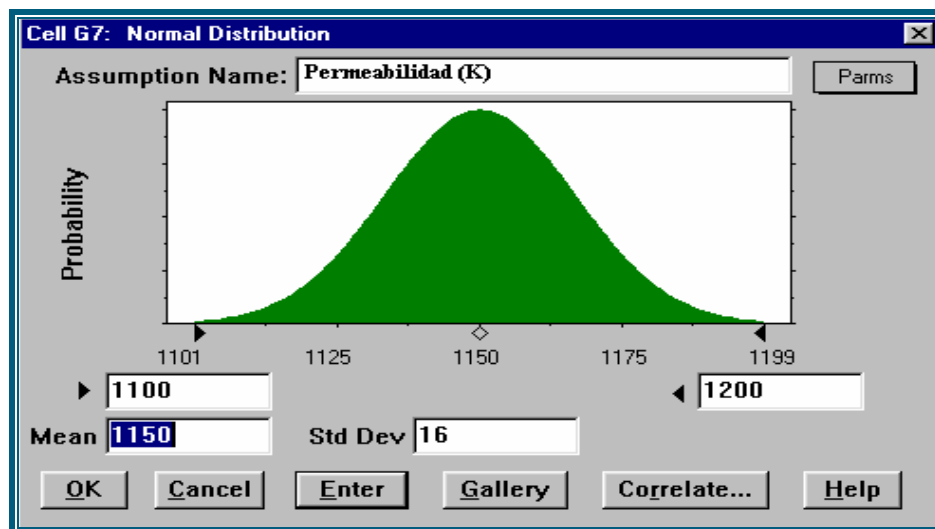 Cell G7: Normal Distribution
Assumption Name: Permeabilidad (K)
Parms
Probability
1101 1125 1150 1175 1199
1100 1200
Mean 1150 Std Dev 16
OK Cancel Enter Gallery Correlate... Help